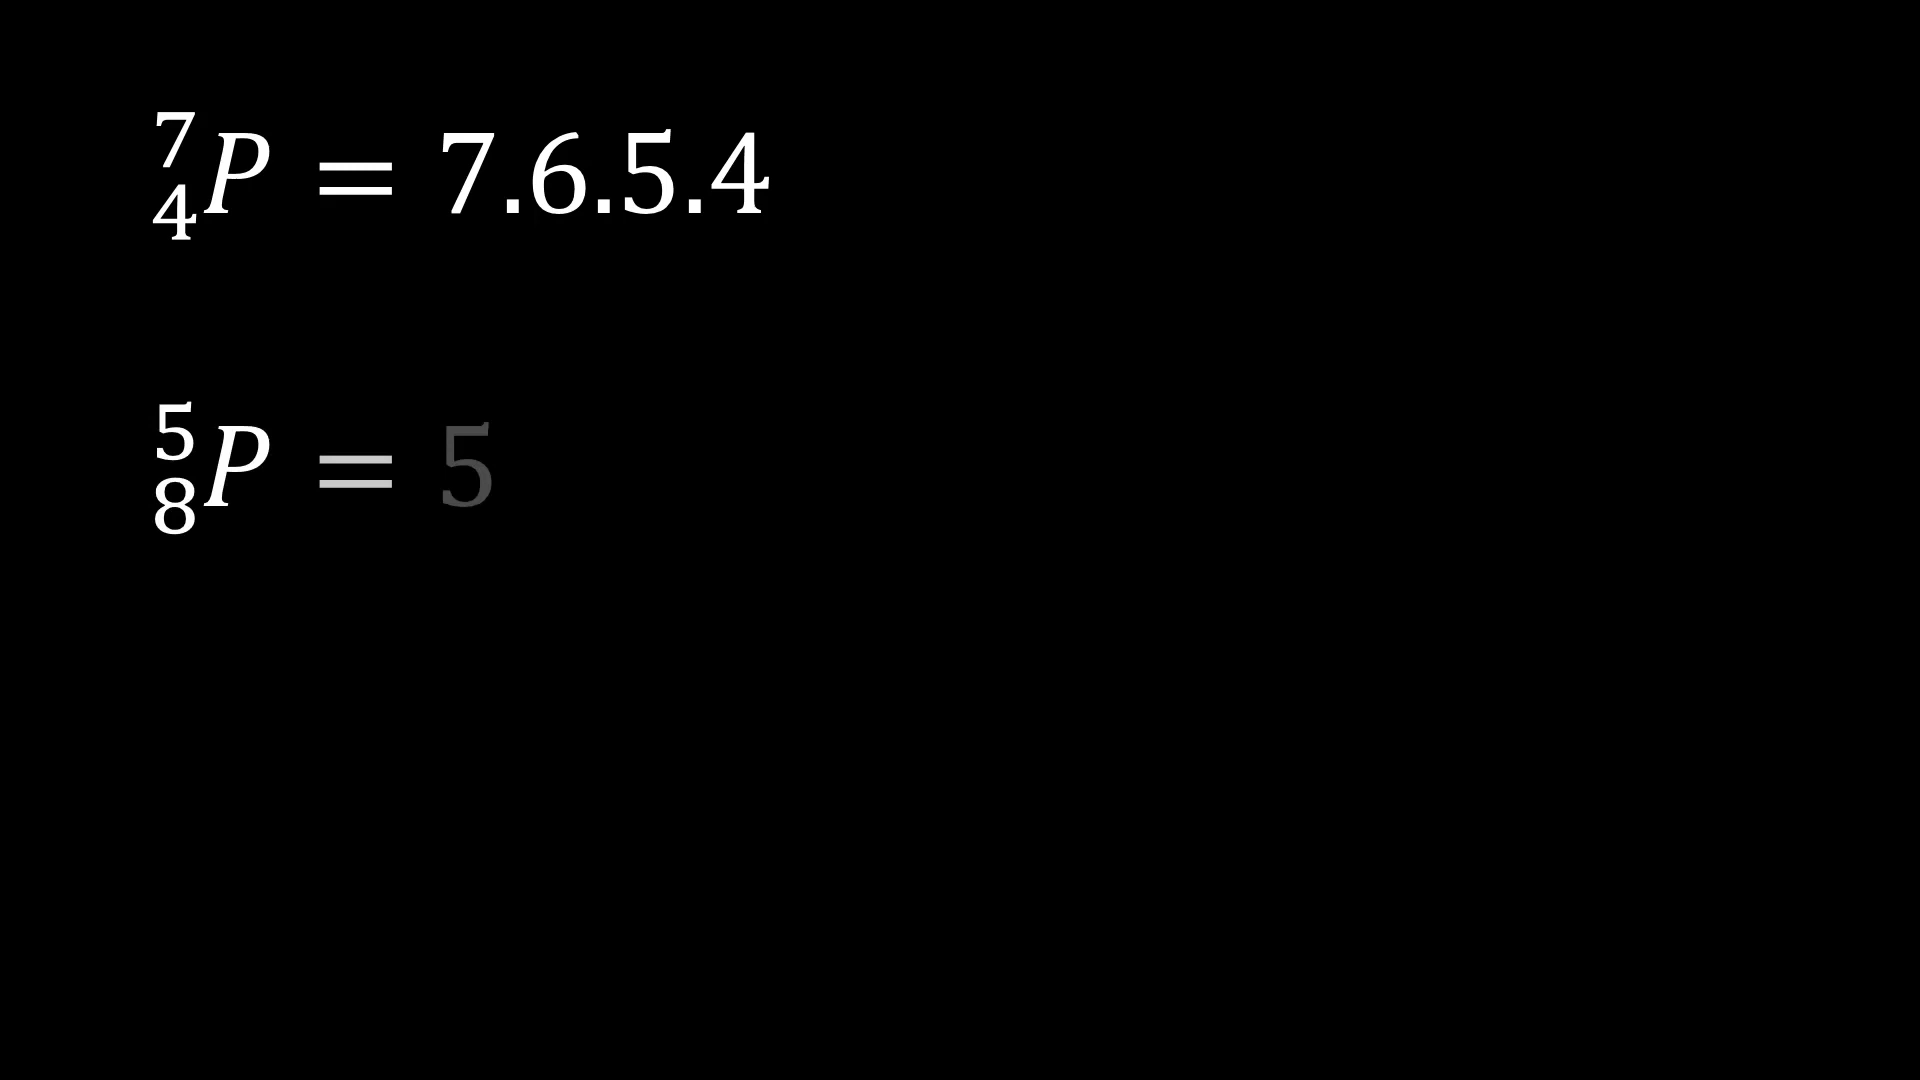 ⁷₄P = 7.6.5.4
⁵₈P = 5